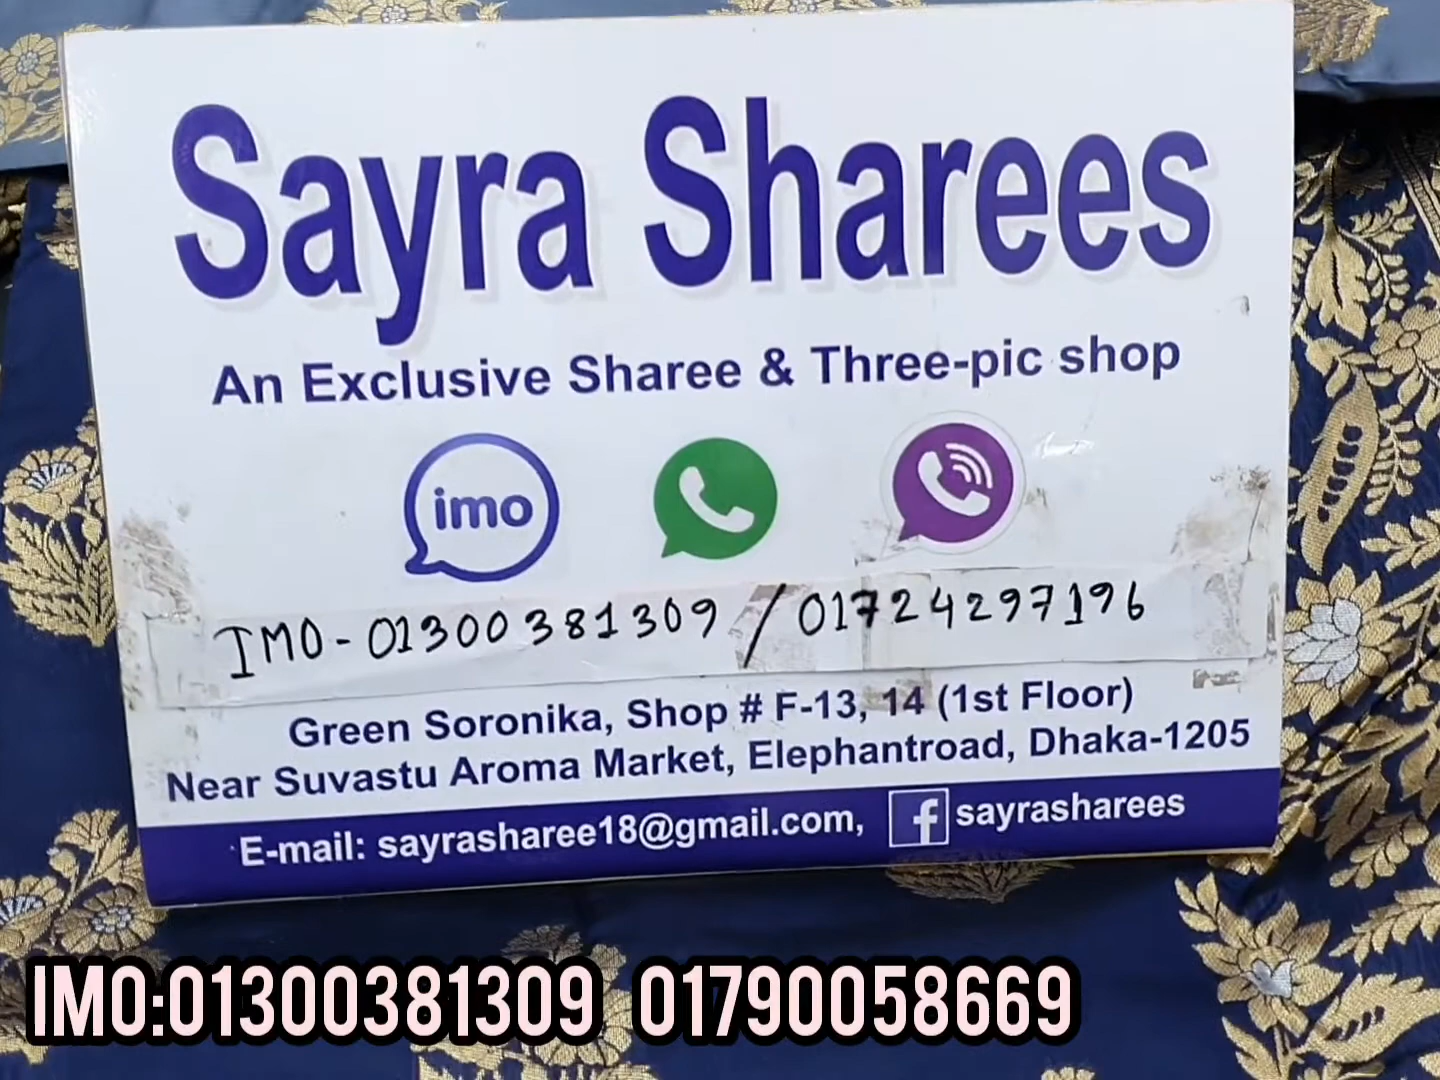 Sayra Sharees
An Exclusive Sharee & Three-pic shop
imo
IMO-01300381309 / 01724297196
Green Soronika, Shop # F-13, 14 (1st Floor)
Near Suvastu Aroma Market, Elephantroad, Dhaka-1205
E-mail: sayrasharee18@gmail.com, f sayrasharees
IMO:01300381309 01790058669